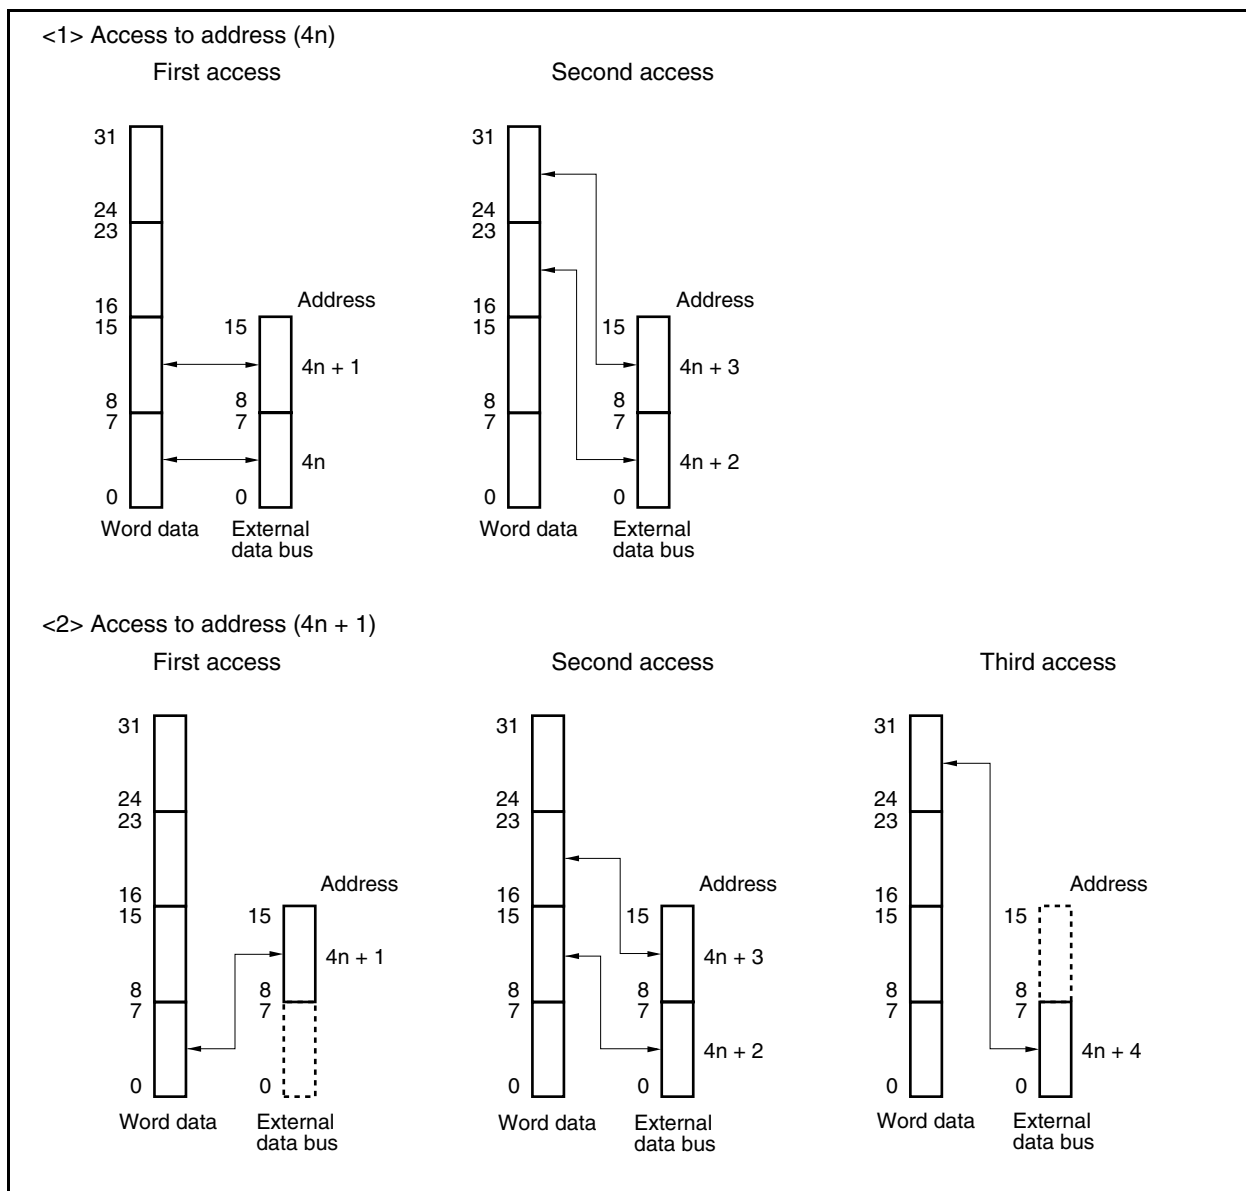 <1> Access to address (4n)
First access
Second access
31
24
23
16
15
8
7
0
Word data
Address
15
4n + 1
8
7
4n
0
External
data bus
31
24
23
16
15
8
7
0
Word data
Address
15
4n + 3
8
7
4n + 2
0
External
data bus
<2> Access to address (4n + 1)
First access
Second access
Third access
31
24
23
16
15
8
7
0
Word data
Address
15
4n + 1
8
7
0
External
data bus
31
24
23
16
15
8
7
0
Word data
Address
15
4n + 3
8
7
4n + 2
0
External
data bus
31
24
23
16
15
8
7
0
Word data
Address
15
8
7
4n + 4
0
External
data bus